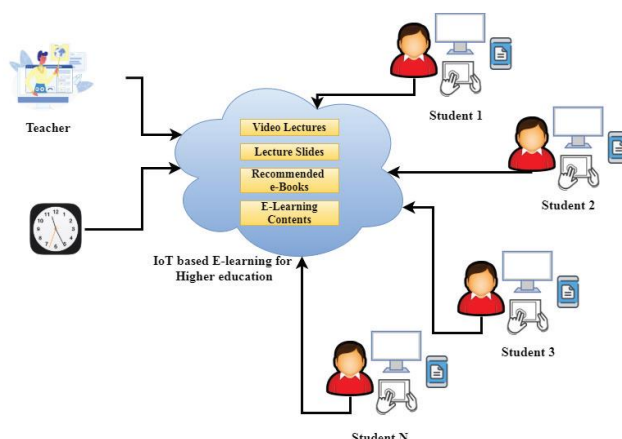 Teacher
Video Lectures
Lecture Slides
Recommended
e-Books
E-Learning
Contents
IoT based E-learning for
Higher education
Student 1
Student 2
Student 3
Student N